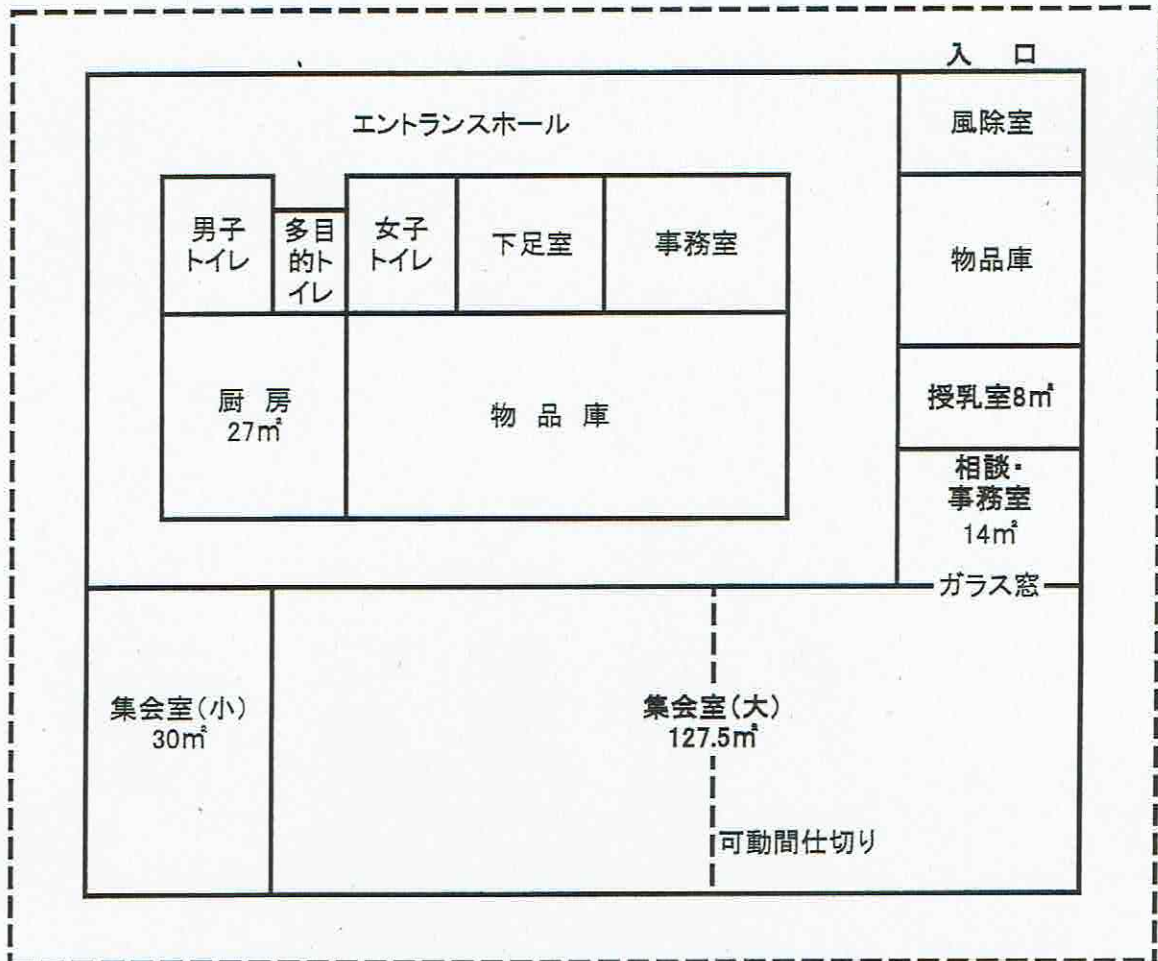 入 口
エントランスホール
風除室
男子
トイレ
多目
的ト
イレ
女子
トイレ
下足室
事務室
物品庫
厨 房
27㎡
物 品 庫
授乳室8㎡
相談・
事務室
14㎡
ガラス窓
集会室(小)
30㎡
集会室(大)
127.5㎡
可動間仕切り